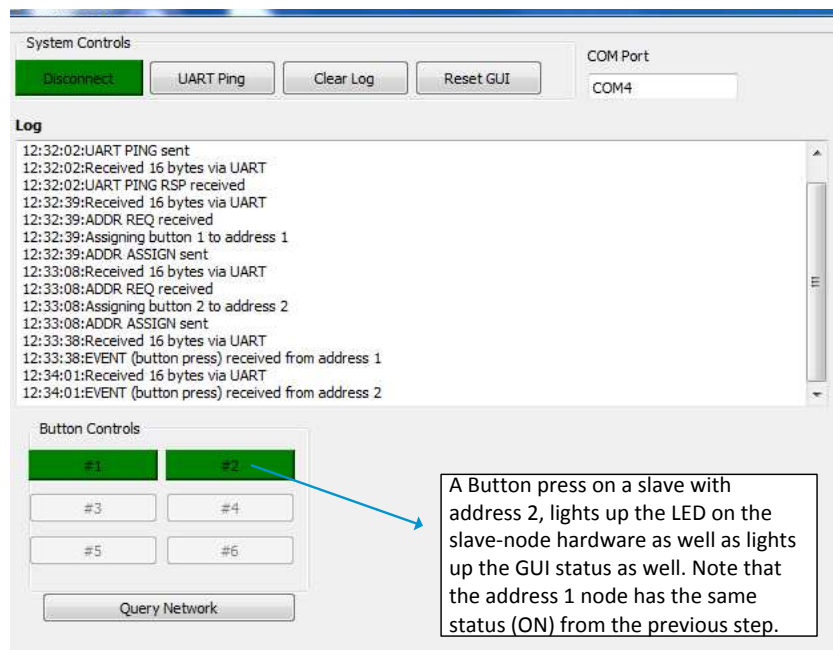 System Controls
Disconnect
UART Ping
Clear Log
Reset GUI
COM Port
COM4
Log
12:32:02:UART PING sent
12:32:02:Received 16 bytes via UART
12:32:02:UART PING RSP received
12:32:39:Received 16 bytes via UART
12:32:39:ADDR REQ received
12:32:39:Assigning button 1 to address 1
12:32:39:ADDR ASSIGN sent
12:33:08:Received 16 bytes via UART
12:33:08:ADDR REQ received
12:33:08:Assigning button 2 to address 2
12:33:08:ADDR ASSIGN sent
12:33:38:Received 16 bytes via UART
12:33:38:EVENT (button press) received from address 1
12:34:01:Received 16 bytes via UART
12:34:01:EVENT (button press) received from address 2
Button Controls
#1
#2
#3
#4
#5
#6
Query Network
A Button press on a slave with
address 2, lights up the LED on the
slave-node hardware as well as lights
up the GUI status as well. Note that
the address 1 node has the same
status (ON) from the previous step.